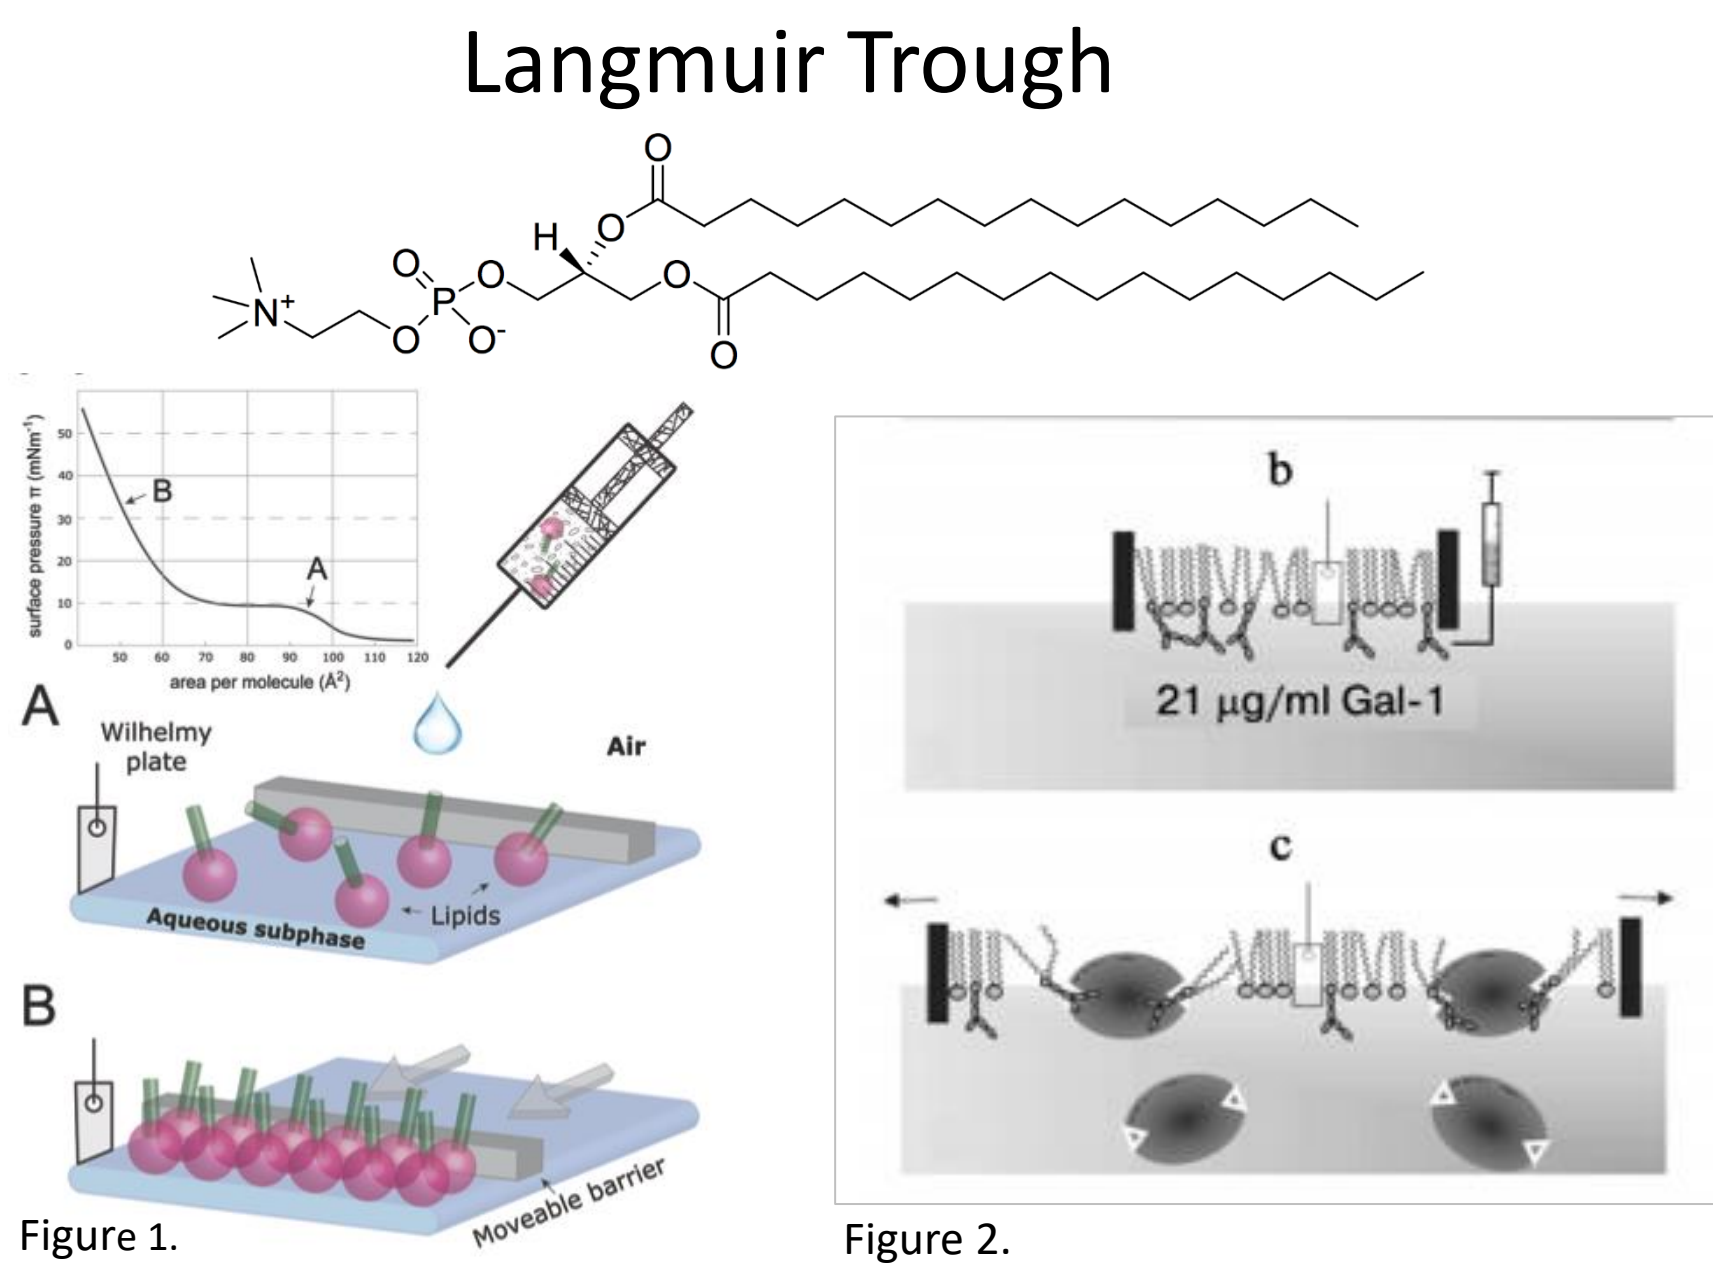 Langmuir Trough
O
O
H
O
O
O
P
N+
O
O-
O
surface pressure π (mNm⁻¹)
50
40
30
20
10
0
B
A
50 60 70 80 90 100 110 120
area per molecule (Å²)
A
Wilhelmy
plate
Air
Lipids
Aqueous subphase
B
Moveable barrier
Figure 1.
b
21 μg/ml Gal-1
c
Figure 2.